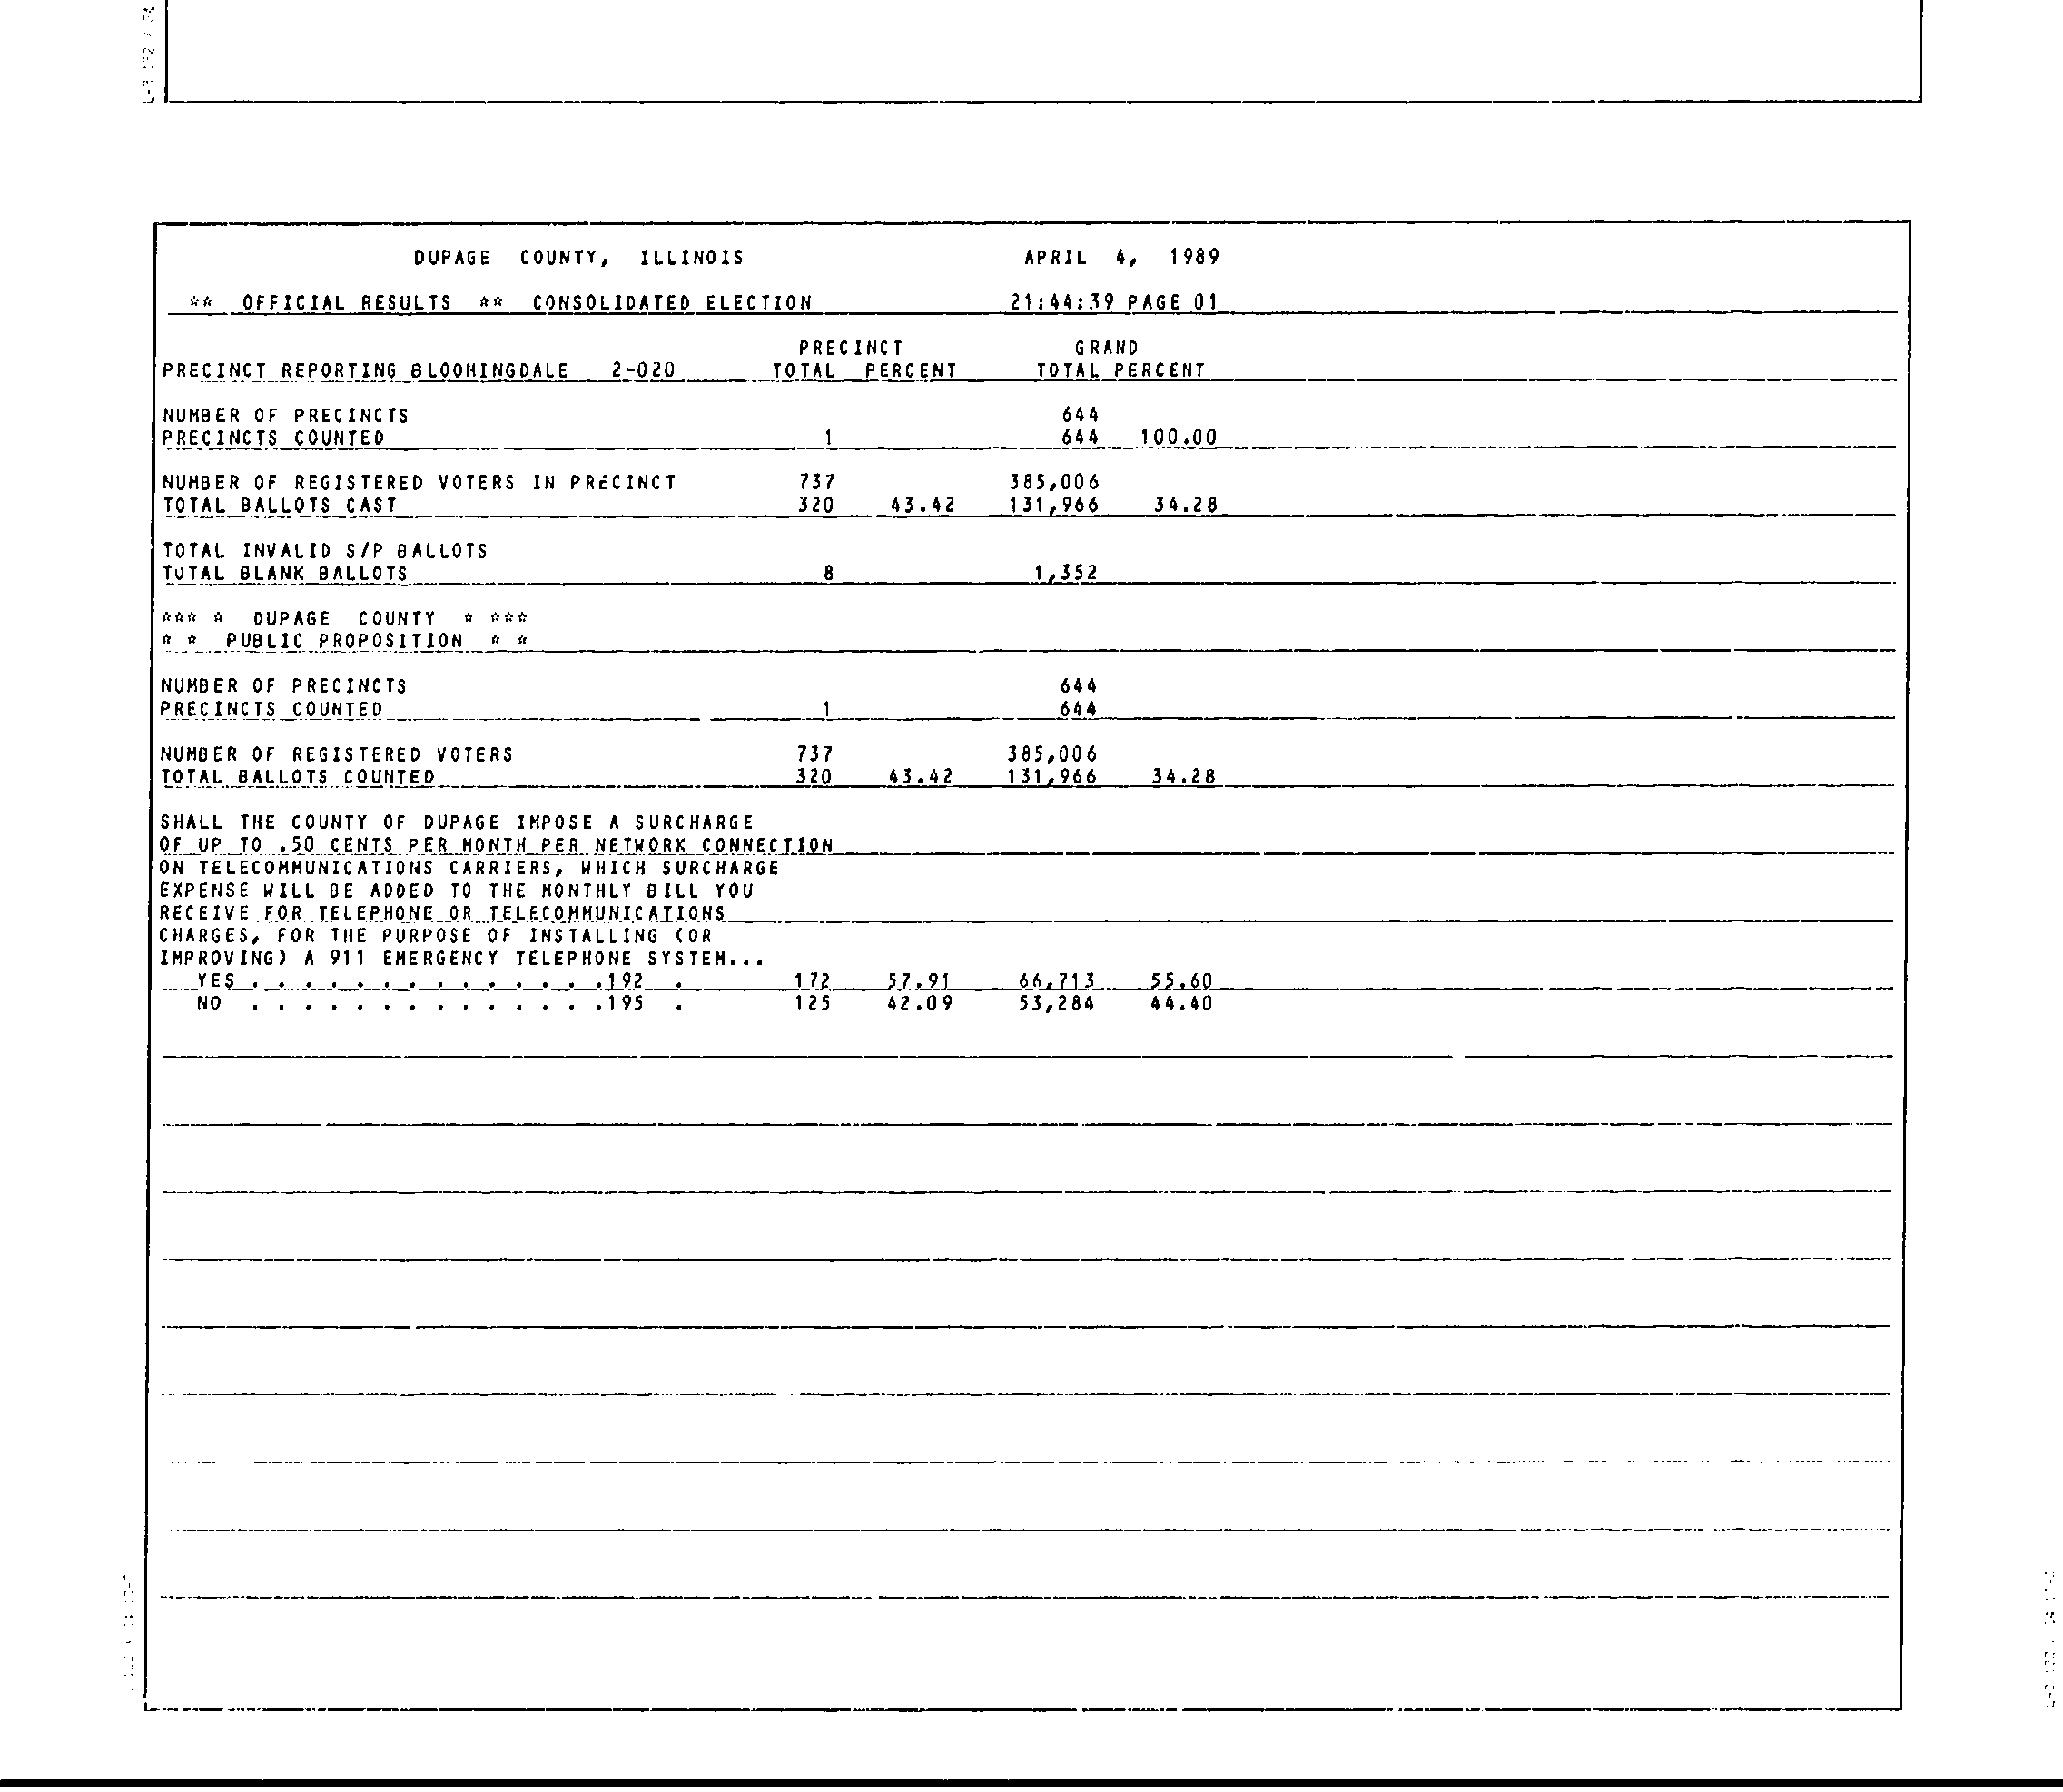 DUPAGE COUNTY, ILLINOIS APRIL 4, 1989
** OFFICIAL RESULTS ** CONSOLIDATED ELECTION 21:44:39 PAGE 01
PRECINCT GRAND
PRECINCT REPORTING BLOOMINGDALE 2-020 TOTAL PERCENT TOTAL PERCENT
NUMBER OF PRECINCTS 644
PRECINCTS COUNTED 1 644 100.00
NUMBER OF REGISTERED VOTERS IN PRECINCT 737 385,006
TOTAL BALLOTS CAST 320 43.42 131,966 34.28
TOTAL INVALID S/P BALLOTS
TOTAL BLANK BALLOTS 8 1,352
*** * DUPAGE COUNTY * ***
* * PUBLIC PROPOSITION * *
NUMBER OF PRECINCTS 644
PRECINCTS COUNTED 1 644
NUMBER OF REGISTERED VOTERS 737 385,006
TOTAL BALLOTS COUNTED 320 43.42 131,966 34.28
SHALL THE COUNTY OF DUPAGE IMPOSE A SURCHARGE
OF UP TO .50 CENTS PER MONTH PER NETWORK CONNECTION
ON TELECOMMUNICATIONS CARRIERS, WHICH SURCHARGE
EXPENSE WILL BE ADDED TO THE MONTHLY BILL YOU
RECEIVE FOR TELEPHONE OR TELECOMMUNICATIONS
CHARGES, FOR THE PURPOSE OF INSTALLING (OR
IMPROVING) A 911 EMERGENCY TELEPHONE SYSTEM...
YES . . . . . . . . . . . . . .192 . 172 57.91 66,713 55.60
NO . . . . . . . . . . . . . .195 . 125 42.09 53,284 44.40